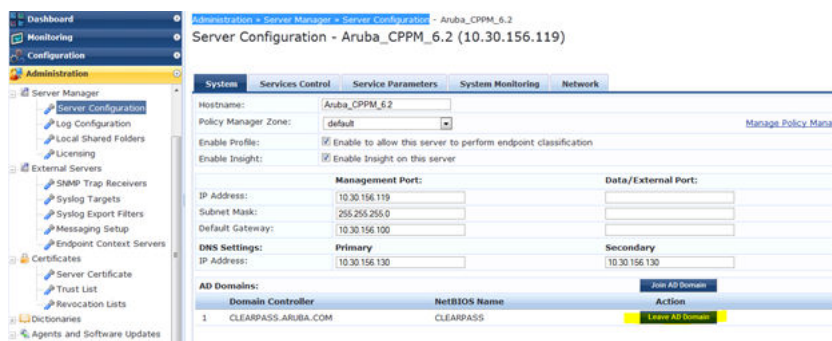 Dashboard
Monitoring
Configuration
Administration
Server Manager
Server Configuration
Log Configuration
Local Shared Folders
Licensing
External Servers
SNMP Trap Receivers
Syslog Targets
Syslog Export Filters
Messaging Setup
Endpoint Context Servers
Certificates
Server Certificate
Trust List
Revocation Lists
Dictionaries
Agents and Software Updates
Administration » Server Manager » Server Configuration - Aruba_CPPM_6.2
Server Configuration - Aruba_CPPM_6.2 (10.30.156.119)
System Services Control Service Parameters System Monitoring Network
Hostname: Aruba_CPPM_6.2
Policy Manager Zone: default Manage Policy Mana
Enable Profile: Enable to allow this server to perform endpoint classification
Enable Insight: Enable Insight on this server
Management Port: Data/External Port:
IP Address: 10.30.156.119
Subnet Mask: 255.255.255.0
Default Gateway: 10.30.156.100
DNS Settings: Primary Secondary
IP Address: 10.30.156.130 10.30.156.130
AD Domains: Join AD Domain
Domain Controller NetBIOS Name Action
1 CLEARPASS.ARUBA.COM CLEARPASS Leave AD Domain